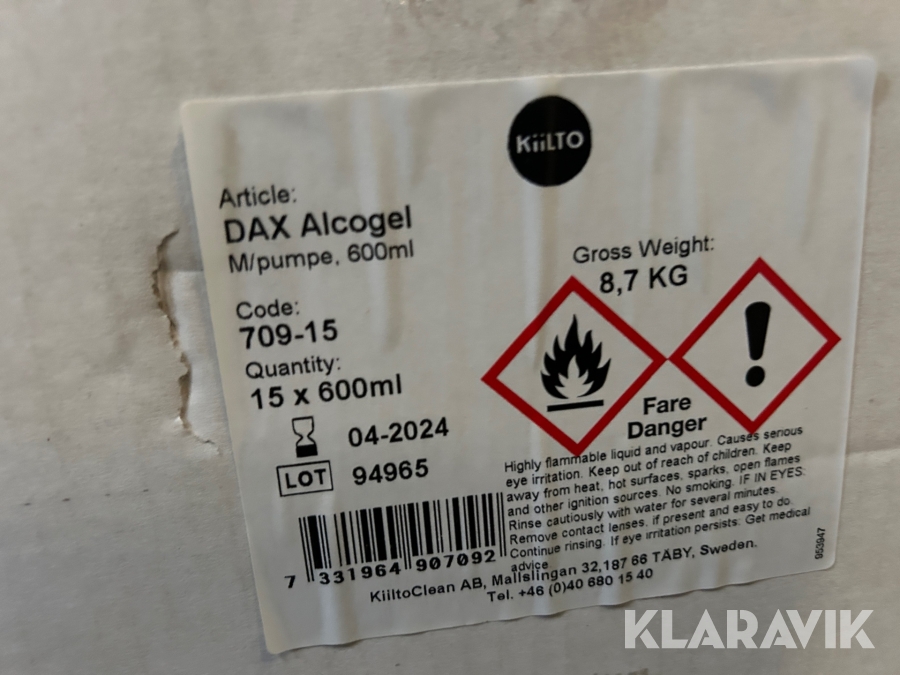 KiiLTO
Article:
DAX Alcogel
M/pumpe, 600ml
Gross Weight:
8,7 KG
Code:
709-15
Quantity:
15 x 600ml
04-2024
LOT 94965
Fare
Danger
Highly flammable liquid and vapour. Causes serious
eye irritation. Keep out of reach of children. Keep
away from heat, hot surfaces, sparks, open flames
and other ignition sources. No smoking. IF IN EYES:
Rinse cautiously with water for several minutes.
Remove contact lenses, if present and easy to do.
Continue rinsing. If eye irritation persists: Get medical
advice
7 331964 907092
KiiltoClean AB, Mallslingan 32,187 66 TÄBY, Sweden.
Tel. +46 (0)40 680 15 40
953947
KLARAVIK